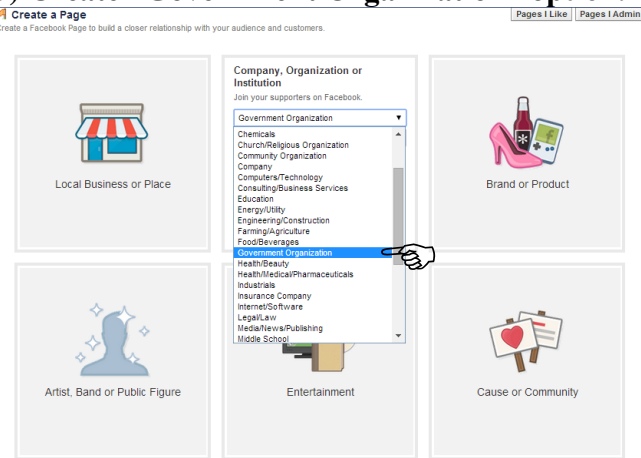 Create a Page
Pages I Like
Pages I Admin
Create a Facebook Page to build a closer relationship with your audience and customers.
Company, Organization or
Institution
Join your supporters on Facebook.
Government Organization
Chemicals
Church/Religious Organization
Community Organization
Company
Computers/Technology
Consulting/Business Services
Education
Energy/Utility
Engineering/Construction
Farming/Agriculture
Food/Beverages
Government Organization
Health/Beauty
Health/Medical/Pharmaceuticals
Industrials
Insurance Company
Internet/Software
Legal/Law
Media/News/Publishing
Middle School
Local Business or Place
Brand or Product
Artist, Band or Public Figure
Entertainment
Cause or Community